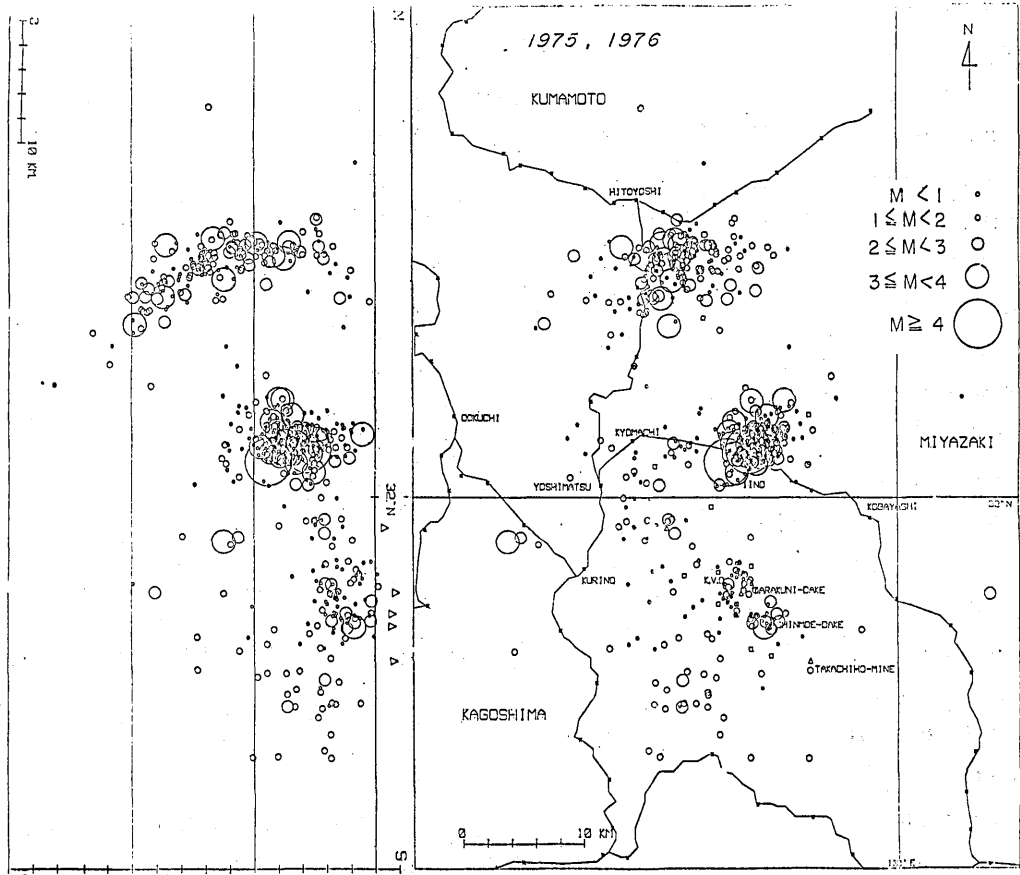 0
10 KM
N
1975, 1976
N
KUMAMOTO
HITOYOSHI
M < 1
1 ≦ M < 2
2 ≦ M < 3
3 ≦ M < 4
M ≧ 4
OOKUCHI
KYOMACHI
MIYAZAKI
YOSHIMATSU
IINO
32°N
KOBAYASHI
KURINO
K.V.O
KARAKUNI-DAKE
SHINMOE-DAKE
TAKACHIHO-MINE
KAGOSHIMA
0 10 KM
S